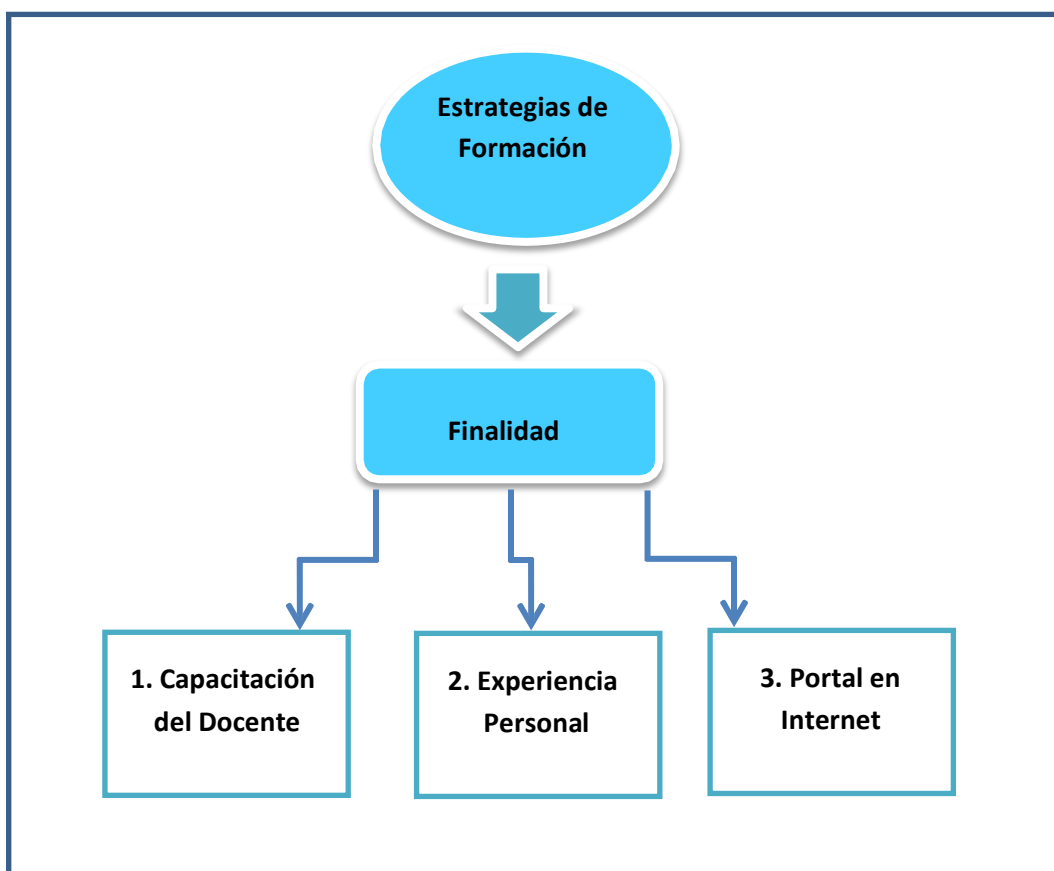 Estrategias de
Formación
Finalidad
1. Capacitación
del Docente
2. Experiencia
Personal
3. Portal en
Internet